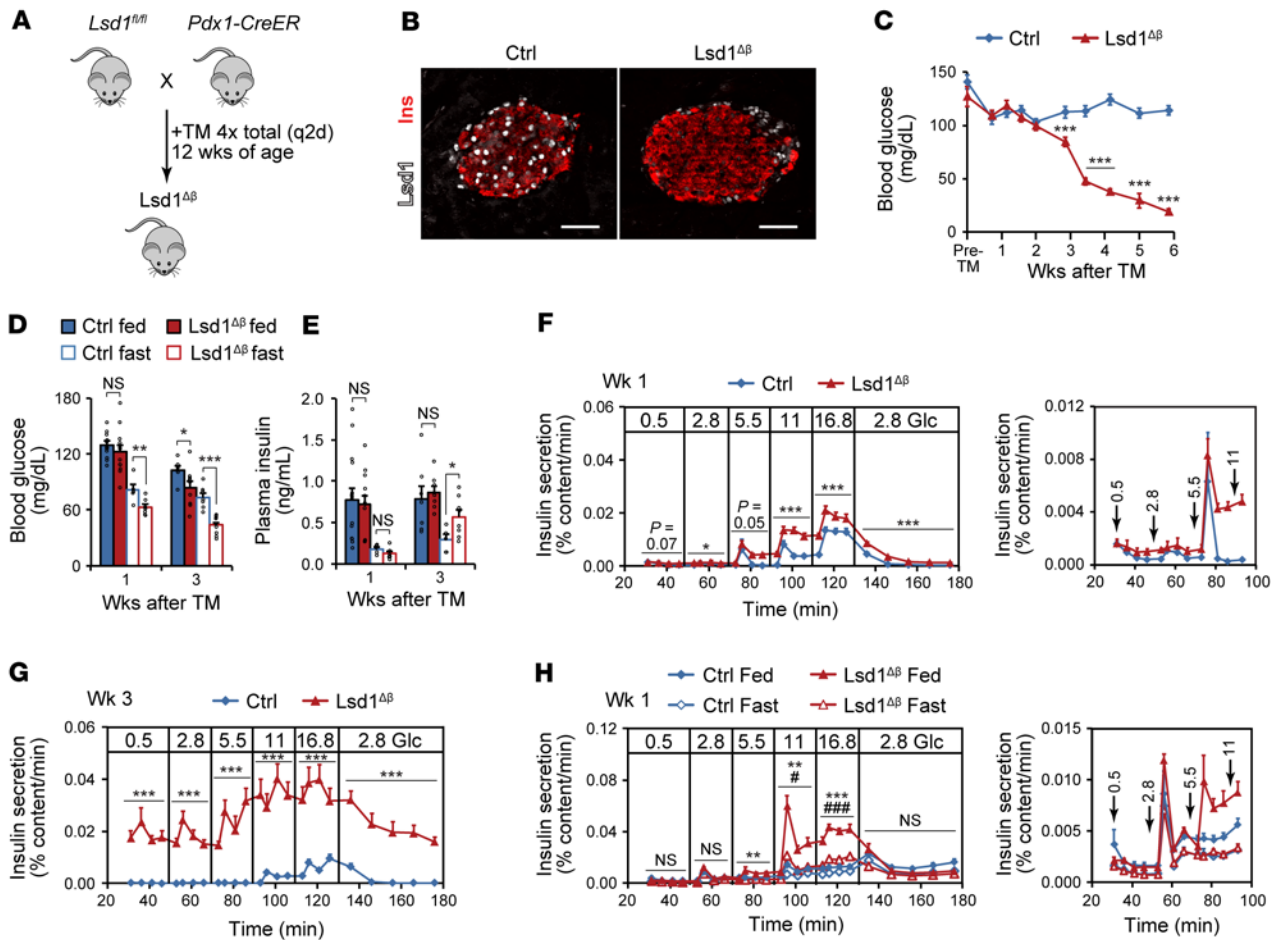 A
Lsd1fl/fl Pdx1-CreER
X
+TM 4x total (q2d)
12 wks of age
Lsd1Δβ
B
Ctrl Lsd1Δβ
Lsd1 Ins
C
Ctrl Lsd1Δβ
Blood glucose
(mg/dL)
150
100
50
0
*** *** *** ***
Pre-
TM
1 2 3 4 5 6
Wks after TM
D
Ctrl fed Lsd1Δβ fed
Ctrl fast Lsd1Δβ fast
Blood glucose
(mg/dL)
180
120
60
0
NS ** * ***
1 3
Wks after TM
E
Plasma insulin
(ng/mL)
2.0
1.5
1.0
0.5
0.0
NS NS NS *
1 3
Wks after TM
F
Wk 1 Ctrl Lsd1Δβ
Insulin secretion
(% content/min)
0.06
0.04
0.02
0.00
0.5 2.8 5.5 11 16.8 2.8 Glc
P =
0.07
*
P =
0.05
*** *** ***
20 40 60 80 100 120 140 160 180
Time (min)
Insulin secretion
(% content/min)
0.012
0.008
0.004
0.000
0.5 2.8 5.5 11
20 40 60 80 100
Time (min)
G
Wk 3 Ctrl Lsd1Δβ
Insulin secretion
(% content/min)
0.06
0.04
0.02
0.00
0.5 2.8 5.5 11 16.8 2.8 Glc
*** *** *** *** *** ***
20 40 60 80 100 120 140 160 180
Time (min)
H
Wk 1
Ctrl Fed Lsd1Δβ Fed
Ctrl Fast Lsd1Δβ Fast
Insulin secretion
(% content/min)
0.12
0.08
0.04
0.00
0.5 2.8 5.5 11 16.8 2.8 Glc
NS NS ** ** *** NS
# ###
20 40 60 80 100 120 140 160 180
Time (min)
Insulin secretion
(% content/min)
0.015
0.010
0.005
0.000
0.5 2.8 5.5 11
20 40 60 80 100
Time (min)